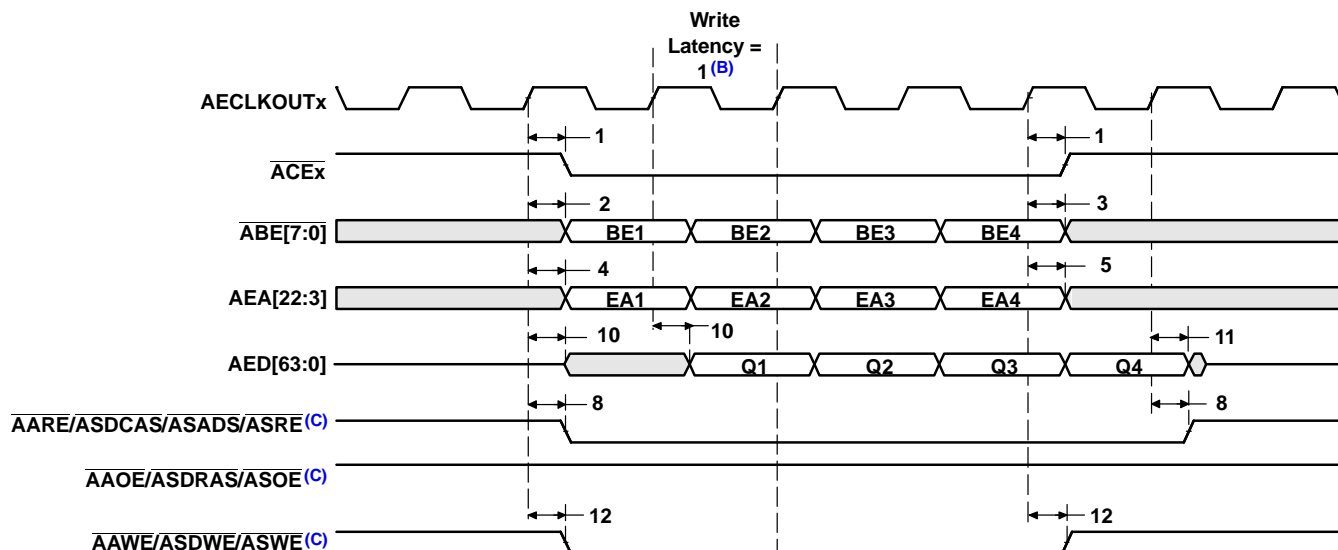 Write
Latency =
1(B)
AECLKOUTx
1 1
ACEx
2 3
ABE[7:0] BE1 BE2 BE3 BE4
4 5
AEA[22:3] EA1 EA2 EA3 EA4
10 10 11
AED[63:0] Q1 Q2 Q3 Q4
8 8
AARE/ASDCAS/ASADS/ASRE(C)
AAOE/ASDRAS/ASOE(C)
12 12
AAWE/ASDWE/ASWE(C)